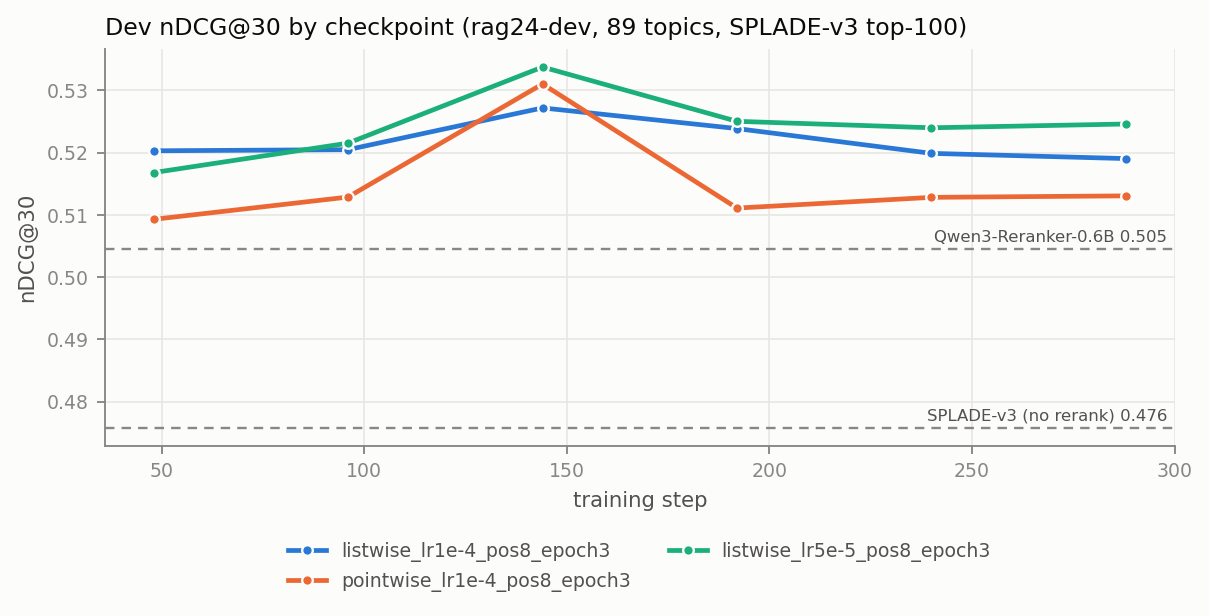 Dev nDCG@30 by checkpoint (rag24-dev, 89 topics, SPLADE-v3 top-100)
nDCG@30
0.53
0.52
0.51
0.50
0.49
0.48
Qwen3-Reranker-0.6B 0.505
SPLADE-v3 (no rerank) 0.476
50 100 150 200 250 300
training step
listwise_lr1e-4_pos8_epoch3 listwise_lr5e-5_pos8_epoch3
pointwise_lr1e-4_pos8_epoch3